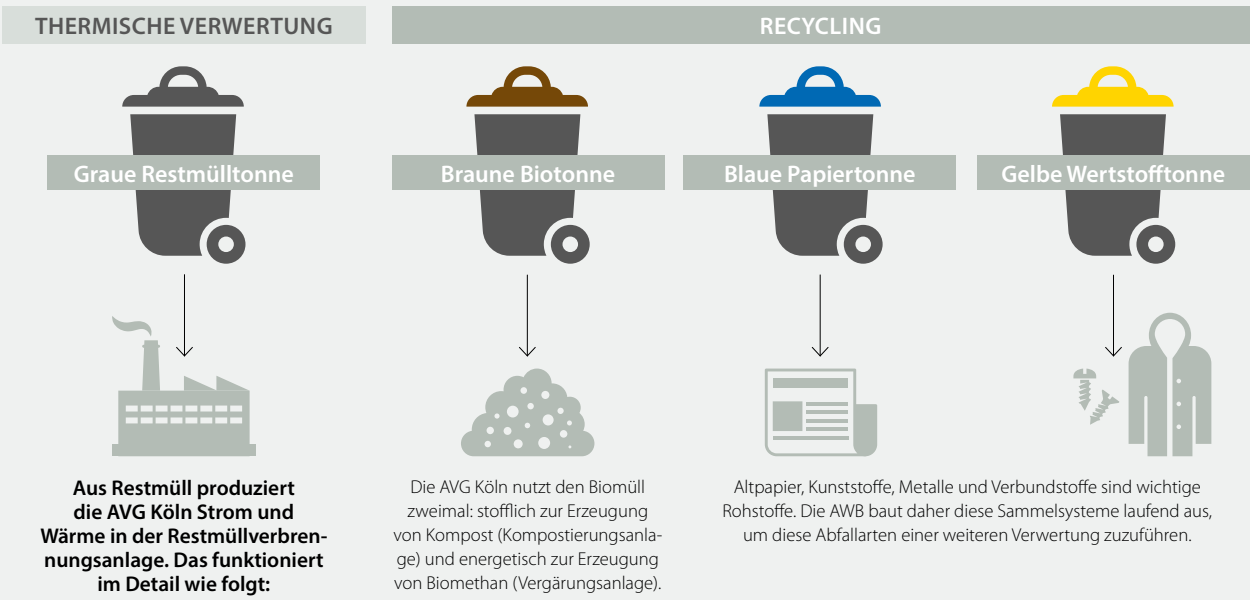 THERMISCHE VERWERTUNG
RECYCLING
Graue Restmülltonne
Braune Biotonne
Blaue Papiertonne
Gelbe Wertstofftonne
Aus Restmüll produziert
die AVG Köln Strom und
Wärme in der Restmüllverbren-
nungsanlage. Das funktioniert
im Detail wie folgt:
Die AVG Köln nutzt den Biomüll
zweimal: stofflich zur Erzeugung
von Kompost (Kompostierungsanla-
ge) und energetisch zur Erzeugung
von Biomethan (Vergärungsanlage).
Altpapier, Kunststoffe, Metalle und Verbundstoffe sind wichtige
Rohstoffe. Die AWB baut daher diese Sammelsysteme laufend aus,
um diese Abfallarten einer weiteren Verwertung zuzuführen.